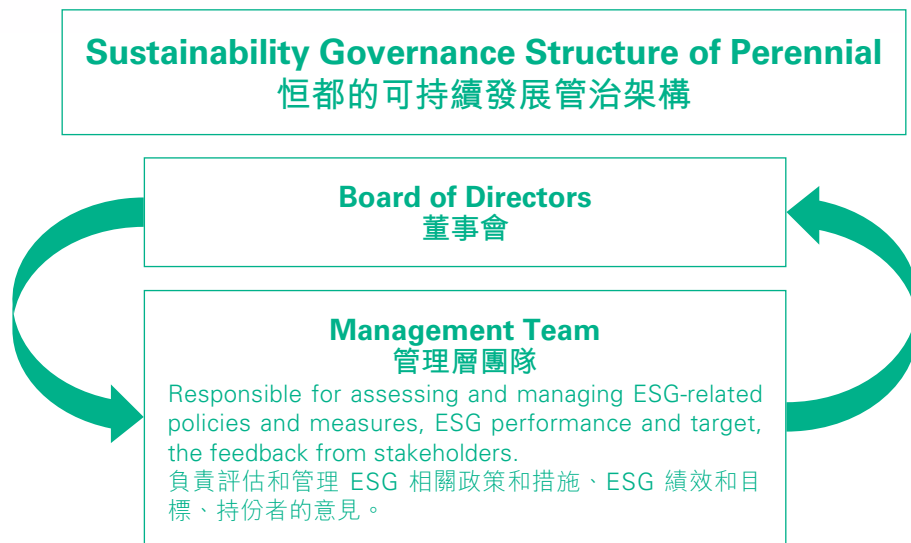 Sustainability Governance Structure of Perennial
恒都的可持續發展管治架構
Board of Directors
董事會
Management Team
管理層團隊
Responsible for assessing and managing ESG-related
policies and measures, ESG performance and target,
the feedback from stakeholders.
負責評估和管理 ESG 相關政策和措施、ESG 績效和目
標、持份者的意見。